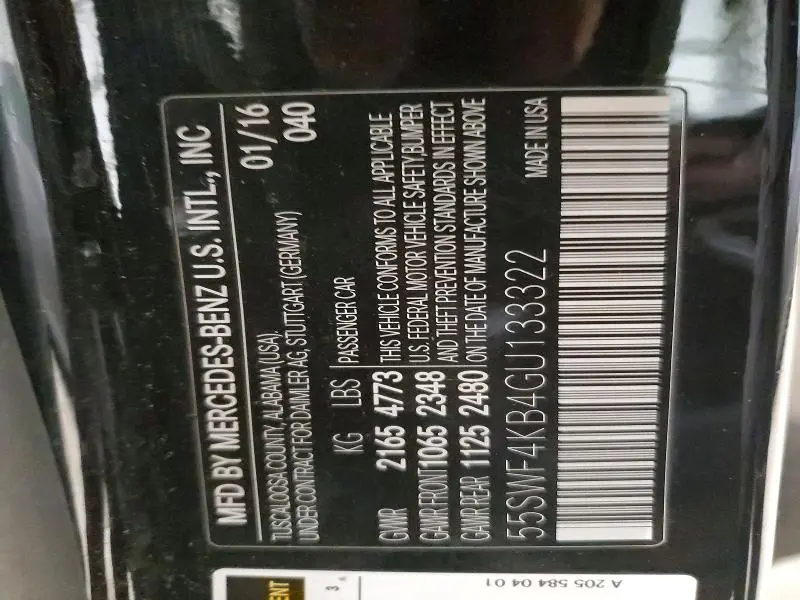 MFD BY MERCEDES-BENZ U.S. INTL., INC
TUSCALOOSA COUNTY, ALABAMA (USA), 01/16
UNDER CONTRACT FOR DAIMLER AG, STUTTGART (GERMANY) 040
KG LBS PASSENGER CAR
GVWR 2165 4773 THIS VEHICLE CONFORMS TO ALL APPLICABLE
GAWR FRONT 1065 2348 U.S. FEDERAL MOTOR VEHICLE SAFETY,BUMPER
AND THEFT PREVENTION STANDARDS IN EFFECT
GAWR REAR 1125 2480 ON THE DATE OF MANUFACTURE SHOWN ABOVE
55SWF4KB4GU133322 MADE IN USA
A 205 584 04 01